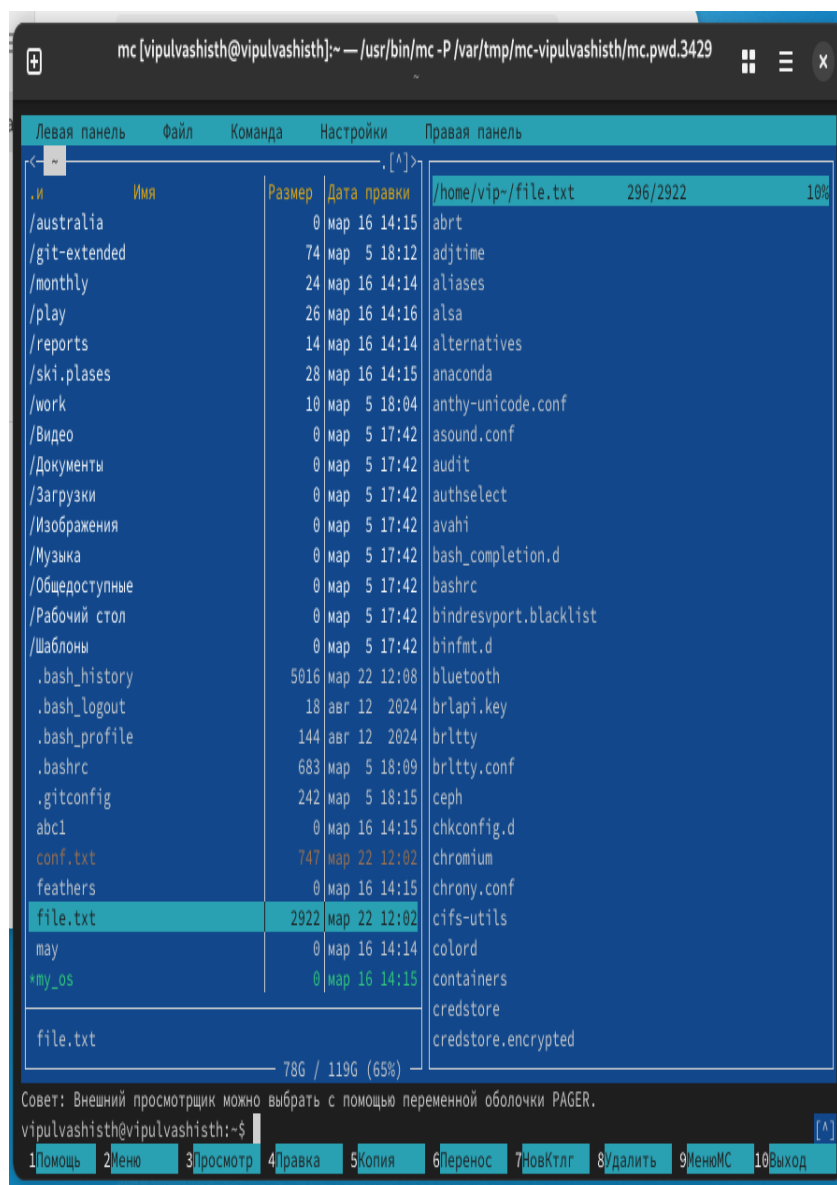 mc [vipulvashisth@vipulvashisth]:~ — /usr/bin/mc -P /var/tmp/mc-vipulvashisth/mc.pwd.3429
~
Левая панель Файл Команда Настройки Правая панель
<- ~ .[^]>
.и Имя Размер Дата правки
/australia 0 мар 16 14:15
/git-extended 74 мар 5 18:12
/monthly 24 мар 16 14:14
/play 26 мар 16 14:16
/reports 14 мар 16 14:14
/ski.plases 28 мар 16 14:15
/work 10 мар 5 18:04
/Видео 0 мар 5 17:42
/Документы 0 мар 5 17:42
/Загрузки 0 мар 5 17:42
/Изображения 0 мар 5 17:42
/Музыка 0 мар 5 17:42
/Общедоступные 0 мар 5 17:42
/Рабочий стол 0 мар 5 17:42
/Шаблоны 0 мар 5 17:42
.bash_history 5016 мар 22 12:08
.bash_logout 18 авг 12 2024
.bash_profile 144 авг 12 2024
.bashrc 683 мар 5 18:09
.gitconfig 242 мар 5 18:15
abc1 0 мар 16 14:15
conf.txt 747 мар 22 12:02
feathers 0 мар 16 14:15
file.txt 2922 мар 22 12:02
may 0 мар 16 14:14
*my_os 0 мар 16 14:15
file.txt
78G / 119G (65%)
/home/vip~/file.txt 296/2922 10%
abrt
adjtime
aliases
alsa
alternatives
anaconda
anthy-unicode.conf
asound.conf
audit
authselect
avahi
bash_completion.d
bashrc
bindresvport.blacklist
binfmt.d
bluetooth
brlapi.key
brltty
brltty.conf
ceph
chkconfig.d
chromium
chrony.conf
cifs-utils
colord
containers
credstore
credstore.encrypted
Совет: Внешний просмотрщик можно выбрать с помощью переменной оболочки PAGER.
vipulvashisth@vipulvashisth:~$ [^]
1Помощь 2Меню 3Просмотр 4Правка 5Копия 6Перенос 7НовКтлг 8Удалить 9МенюМС 10Выход